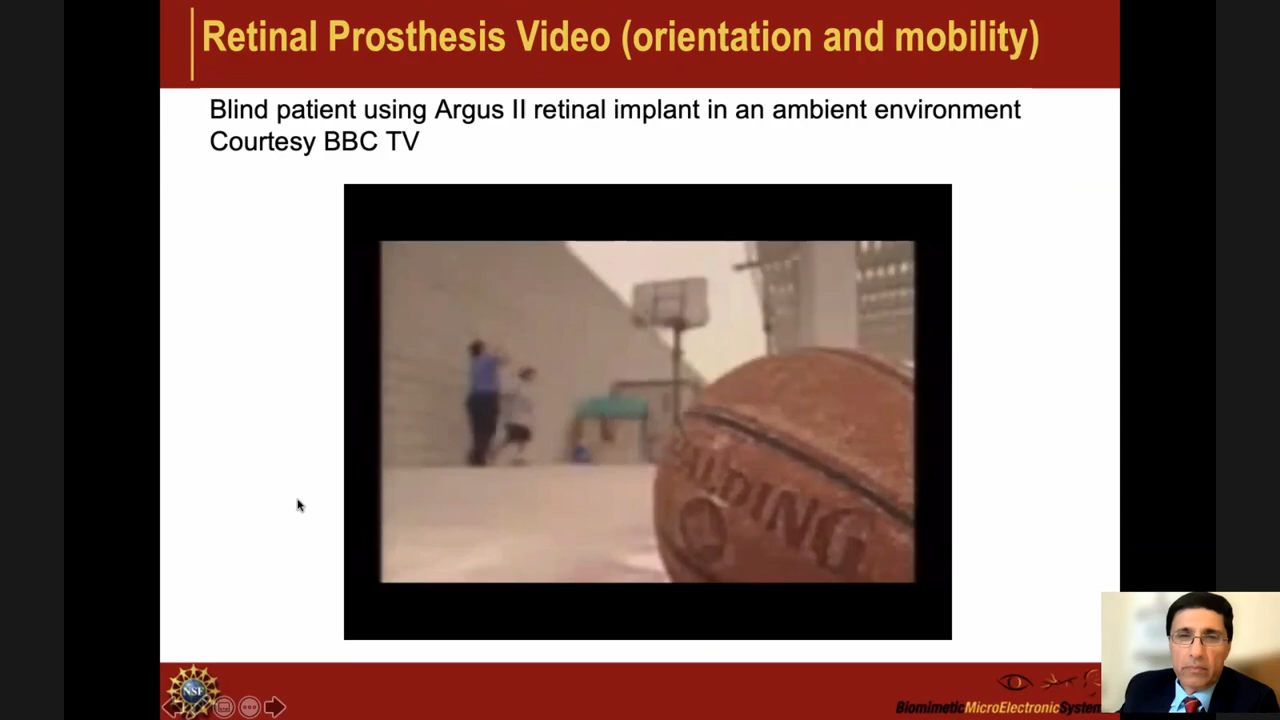 Retinal Prosthesis Video (orientation and mobility)
Blind patient using Argus II retinal implant in an ambient environment
Courtesy BBC TV
SPALDING
NSF
BiomimeticMicroElectronicSystem